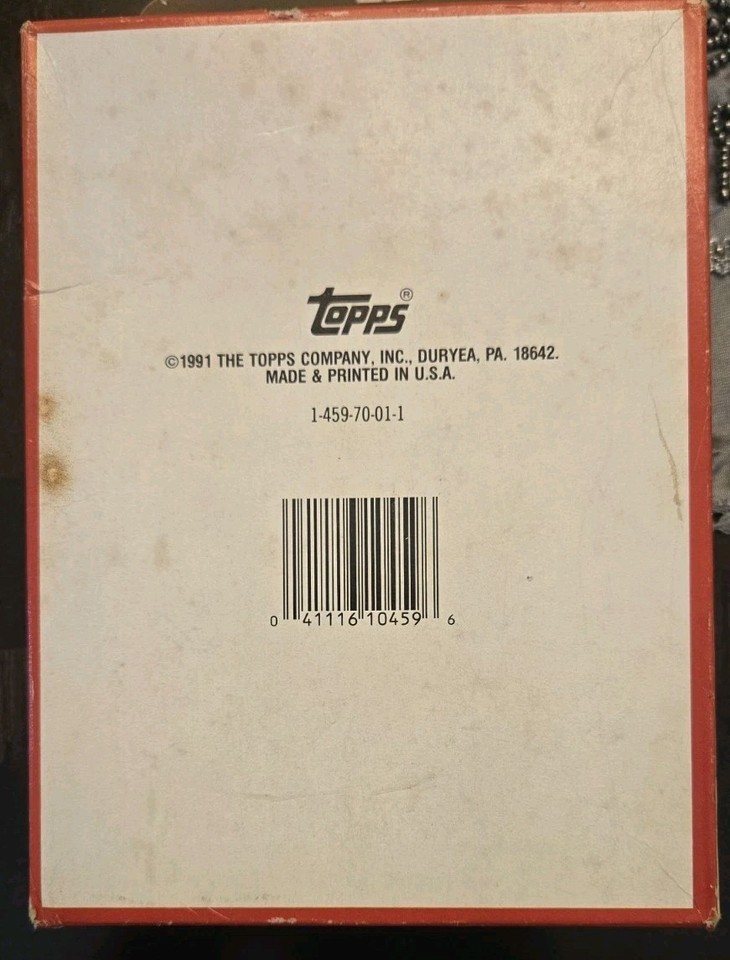 Topps®
©1991 THE TOPPS COMPANY, INC., DURYEA, PA. 18642.
MADE & PRINTED IN U.S.A.
1-459-70-01-1
0 41116 10459 6